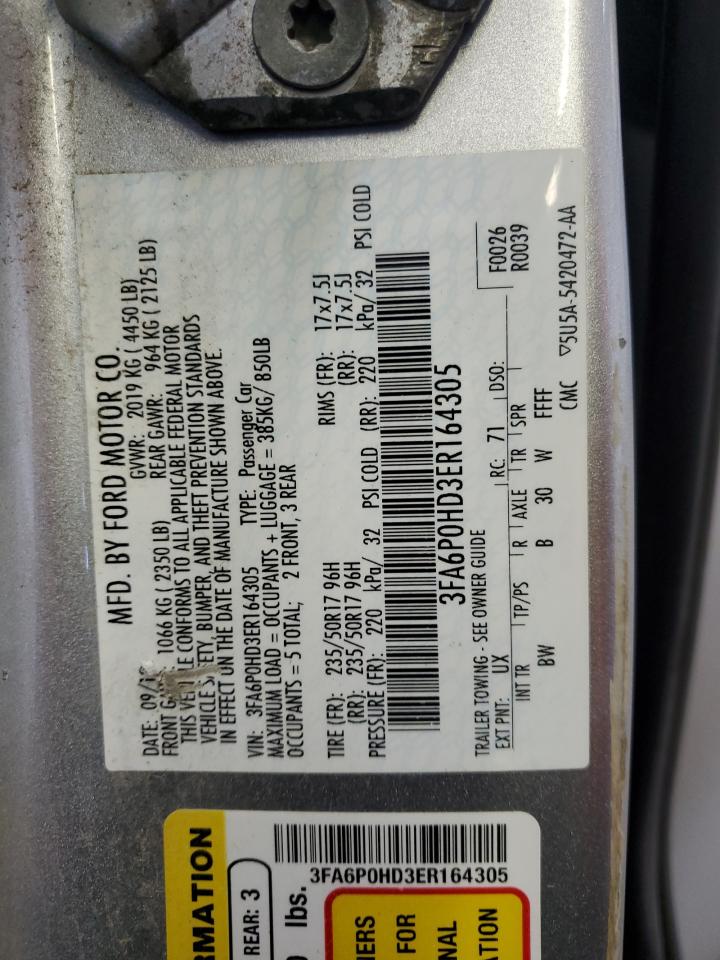 MFD. BY FORD MOTOR CO.
DATE: 09/ GVWR: 2019 KG ( 4450 LB)
FRONT 1066 KG ( 2350 LB) REAR GAWR: 964 KG ( 2125 LB)
THIS VEHICLE CONFORMS TO ALL APPLICABLE FEDERAL MOTOR
VEHICLE SAFETY, BUMPER, AND THEFT PREVENTION STANDARDS
IN EFFECT ON THE DATE OF MANUFACTURE SHOWN ABOVE.
VIN: 3FA6P0HD3ER164305 TYPE: Passenger Car
MAXIMUM LOAD = OCCUPANTS + LUGGAGE = 385KG/ 850LB
OCCUPANTS = 5 TOTAL; 2 FRONT, 3 REAR
TIRE (FR): 235/50R17 96H RIMS (FR): 17x7.5J
(RR): 235/50R17 96H (RR): 17x7.5J
PRESSURE (FR): 220 kPa/ 32 PSI COLD (RR): 220 kPa/ 32 PSI COLD
3FA6P0HD3ER164305
TRAILER TOWING - SEE OWNER GUIDE F0026
EXT PNT: UX RC: 71 DSO: R0039
INT TR TP/PS R AXLE TR SPR
BW B 30 W FFFF
CMC ▽5U5A-5420472-AA
RMATION
REAR: 3
lbs.
3FA6P0HD3ER164305
IERS
FOR
NAL
ATION